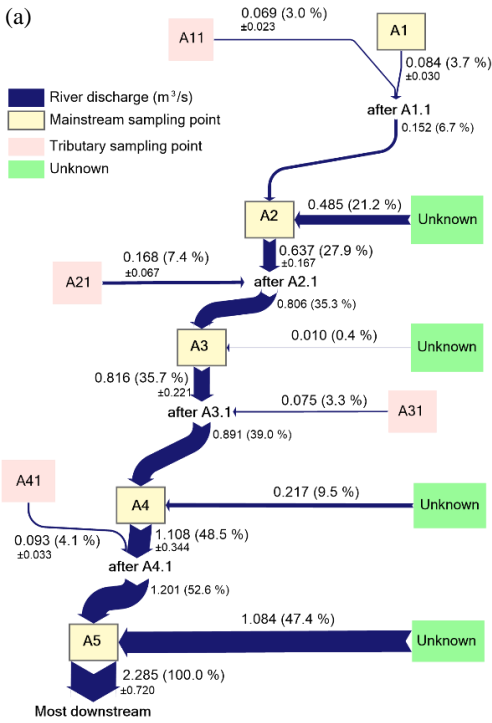 (a)
0.069 (3.0 %)
±0.023
A11
A1
0.084 (3.7 %)
±0.030
River discharge (m³/s)
Mainstream sampling point
Tributary sampling point
Unknown
after A1.1
0.152 (6.7 %)
A2
0.485 (21.2 %)
Unknown
0.637 (27.9 %)
±0.167
0.168 (7.4 %)
±0.067
A21
after A2.1
0.806 (35.3 %)
A3
0.010 (0.4 %)
Unknown
0.816 (35.7 %)
±0.221
0.075 (3.3 %)
after A3.1
A31
0.891 (39.0 %)
A41
A4
0.217 (9.5 %)
Unknown
0.093 (4.1 %)
±0.033
1.108 (48.5 %)
±0.344
after A4.1
1.201 (52.6 %)
A5
1.084 (47.4 %)
Unknown
2.285 (100.0 %)
±0.720
Most downstream